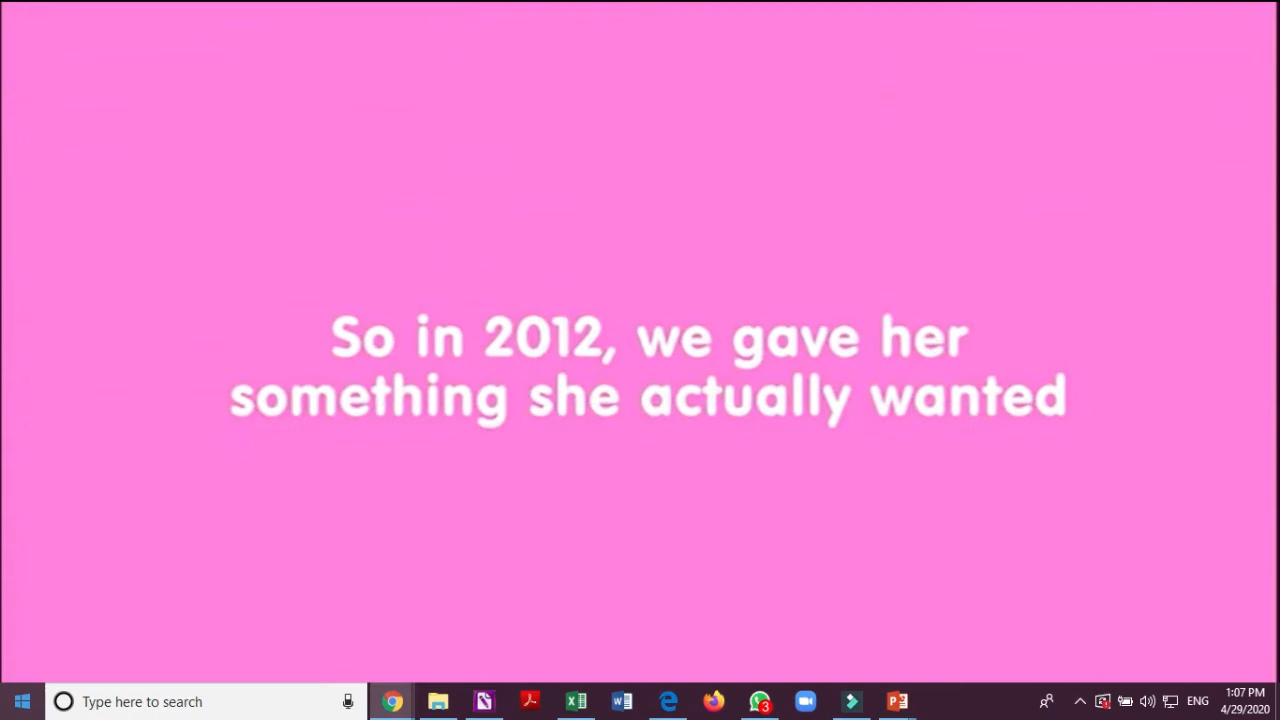 So in 2012, we gave her
something she actually wanted
Type here to search
3
ENG
1:07 PM
4/29/2020